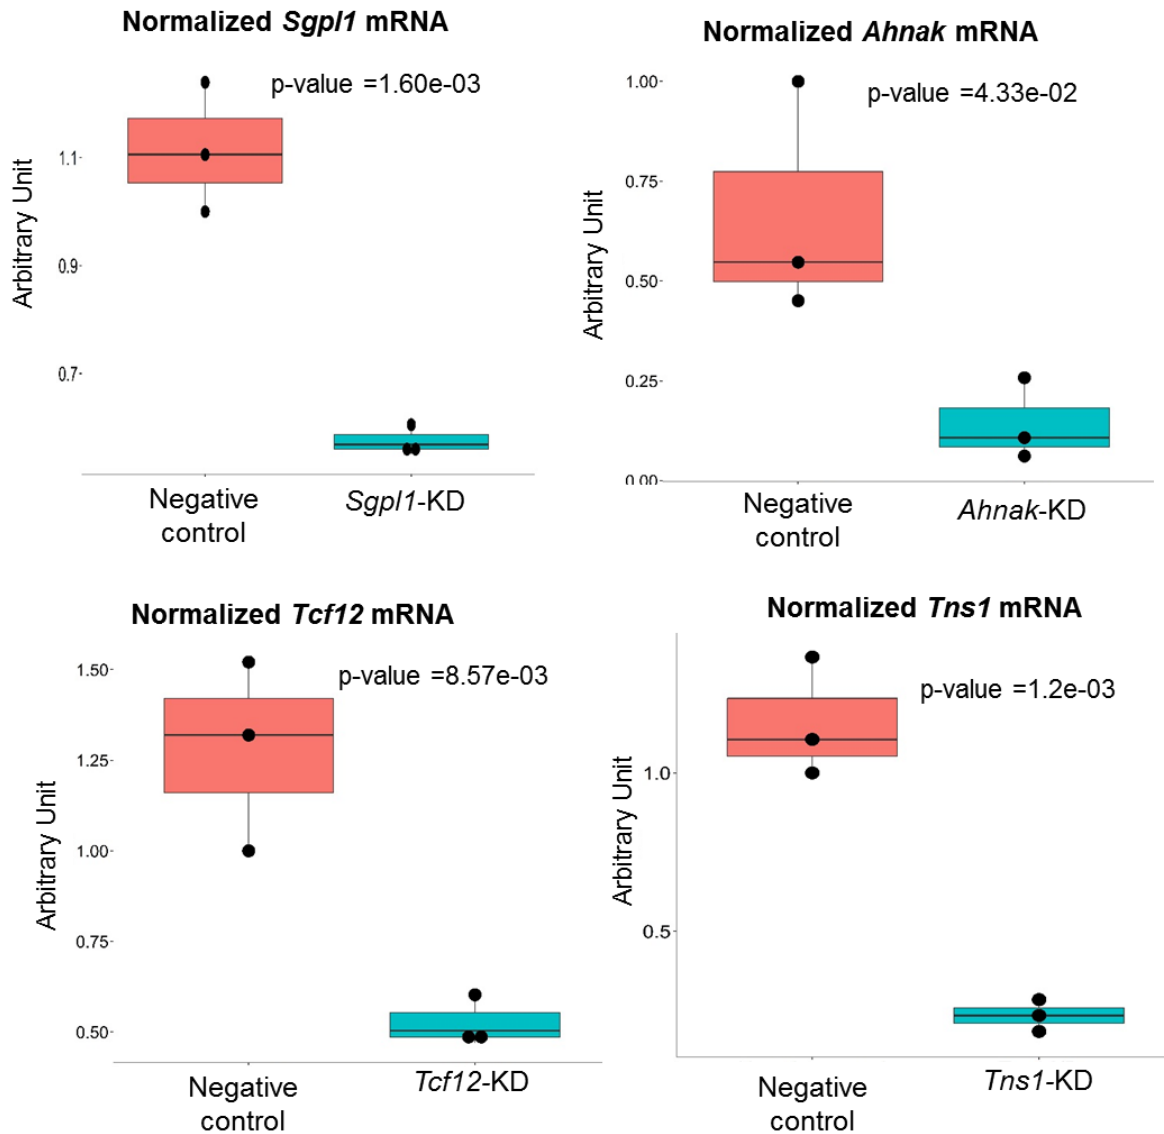 Normalized Sgpl1 mRNA
p-value =1.60e-03
Arbitrary Unit
1.1
0.9
0.7
Negative
control
Sgpl1-KD
Normalized Ahnak mRNA
p-value =4.33e-02
Arbitrary Unit
1.00
0.75
0.50
0.25
0.00
Negative
control
Ahnak-KD
Normalized Tcf12 mRNA
p-value =8.57e-03
Arbitrary Unit
1.50
1.25
1.00
0.75
0.50
Negative
control
Tcf12-KD
Normalized Tns1 mRNA
p-value =1.2e-03
Arbitrary Unit
1.0
0.5
Negative
control
Tns1-KD